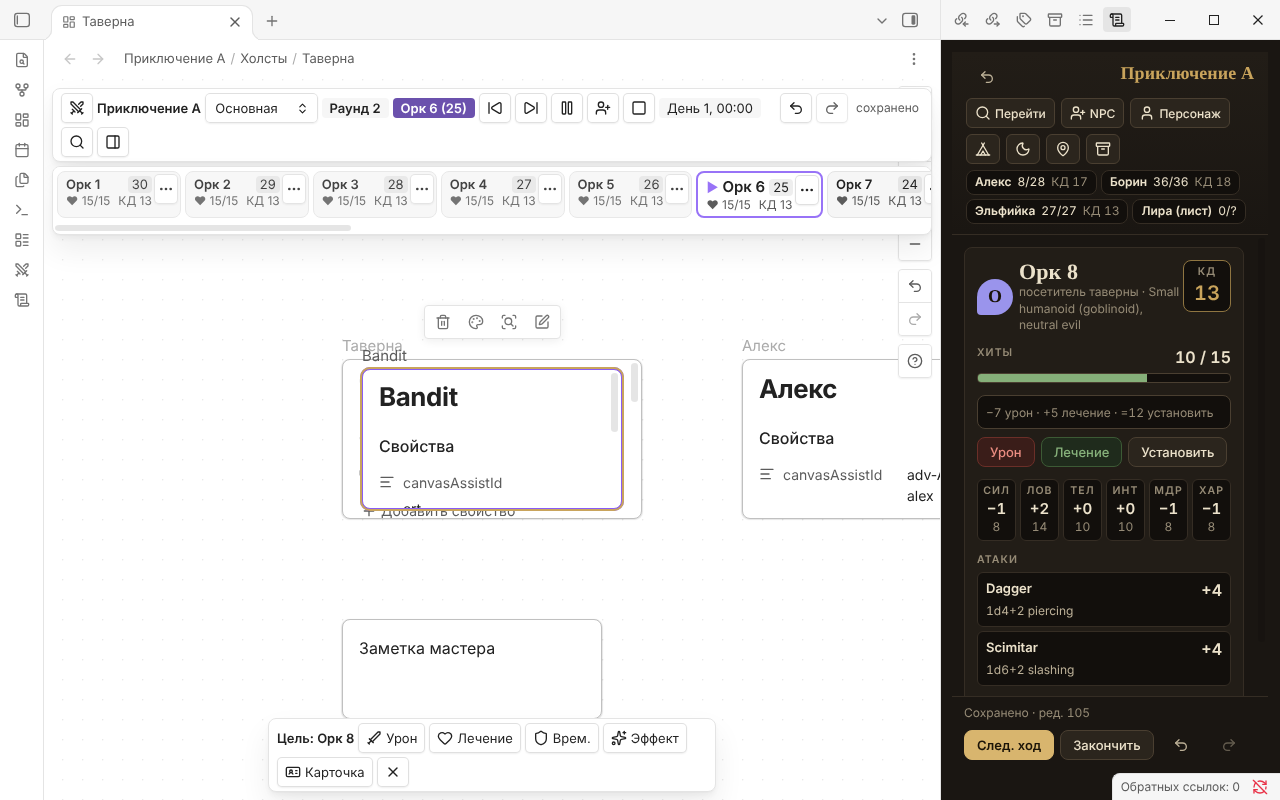 Таверна
Приключение A / Холсты / Таверна
Приключение A
Основная
Раунд 2
Орк 6 (25)
День 1, 00:00
сохранено
Орк 1 30
15/15 КД 13
Орк 2 29
15/15 КД 13
Орк 3 28
15/15 КД 13
Орк 4 27
15/15 КД 13
Орк 5 26
15/15 КД 13
Орк 6 25
15/15 КД 13
Орк 7 24
15/15 КД 13
Таверна
Bandit
Bandit
Свойства
canvasAssistId
Добавить свойство
Алекс
Алекс
Свойства
canvasAssistId
alex
Заметка мастера
Цель: Орк 8
Урон
Лечение
Врем.
Эффект
Карточка
Приключение A
Перейти
NPC
Персонаж
Алекс 8/28 КД 17
Борин 36/36 КД 18
Эльфийка 27/27 КД 13
Лира (лист) 0/?
О
Орк 8
посетитель таверны · Small
humanoid (goblinoid),
neutral evil
КД
13
ХИТЫ
10 / 15
−7 урон · +5 лечение · =12 установить
Урон
Лечение
Установить
СИЛ ЛОВ ТЕЛ ИНТ МДР ХАР
−1 +2 +0 +0 −1 −1
8 14 10 10 8 8
АТАКИ
Dagger
+4
1d4+2 piercing
Scimitar
+4
1d6+2 slashing
Сохранено · ред. 105
След. ход
Закончить
Обратных ссылок: 0